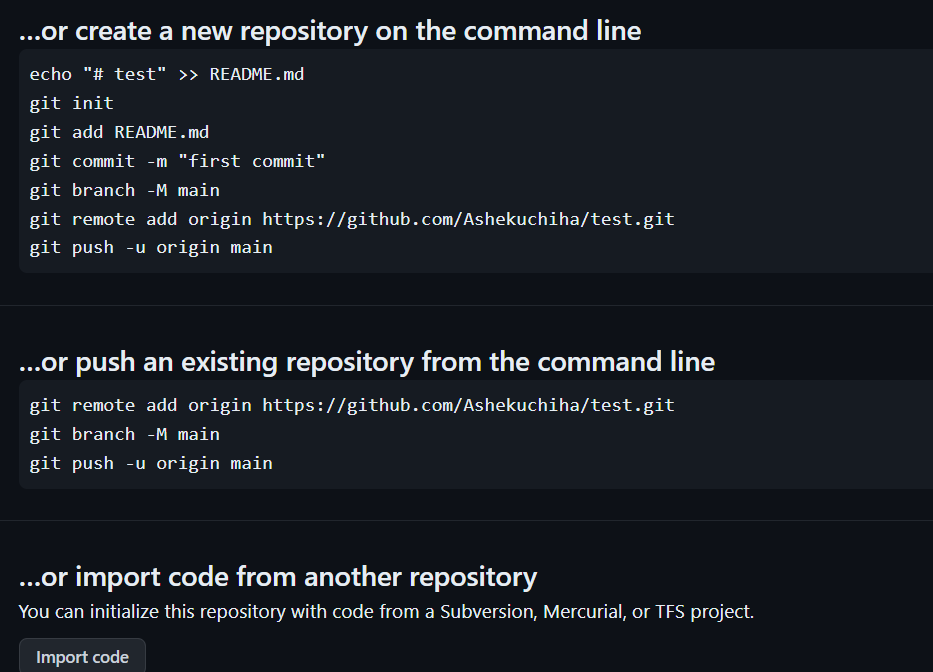 ...or create a new repository on the command line
echo "# test" >> README.md
git init
git add README.md
git commit -m "first commit"
git branch -M main
git remote add origin https://github.com/Ashekuchiha/test.git
git push -u origin main
...or push an existing repository from the command line
git remote add origin https://github.com/Ashekuchiha/test.git
git branch -M main
git push -u origin main
...or import code from another repository
You can initialize this repository with code from a Subversion, Mercurial, or TFS project.
Import code